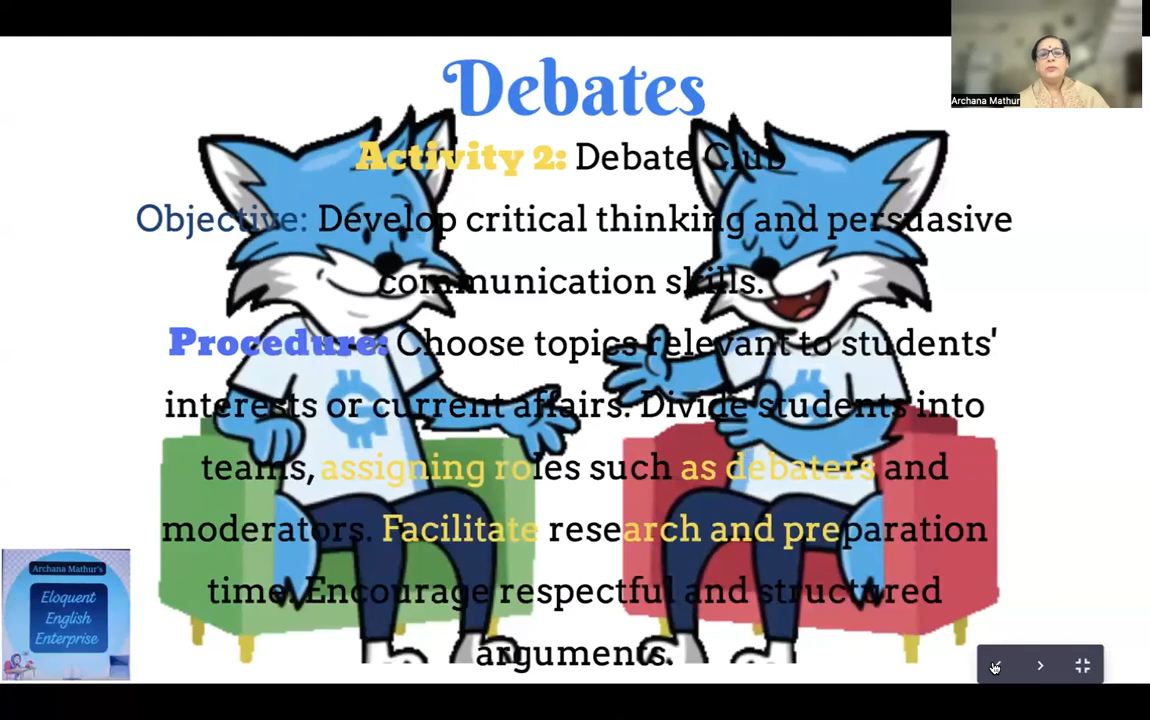 Debates
Archana Mathur
Activity 2: Debate Club
Objective: Develop critical thinking and persuasive
communication skills.
Procedure: Choose topics relevant to students'
interests or current affairs. Divide students into
teams, assigning roles such as debaters and
moderators. Facilitate research and preparation
time. Encourage respectful and structured
arguments.
Archana Mathur's
Eloquent
English
Enterprise